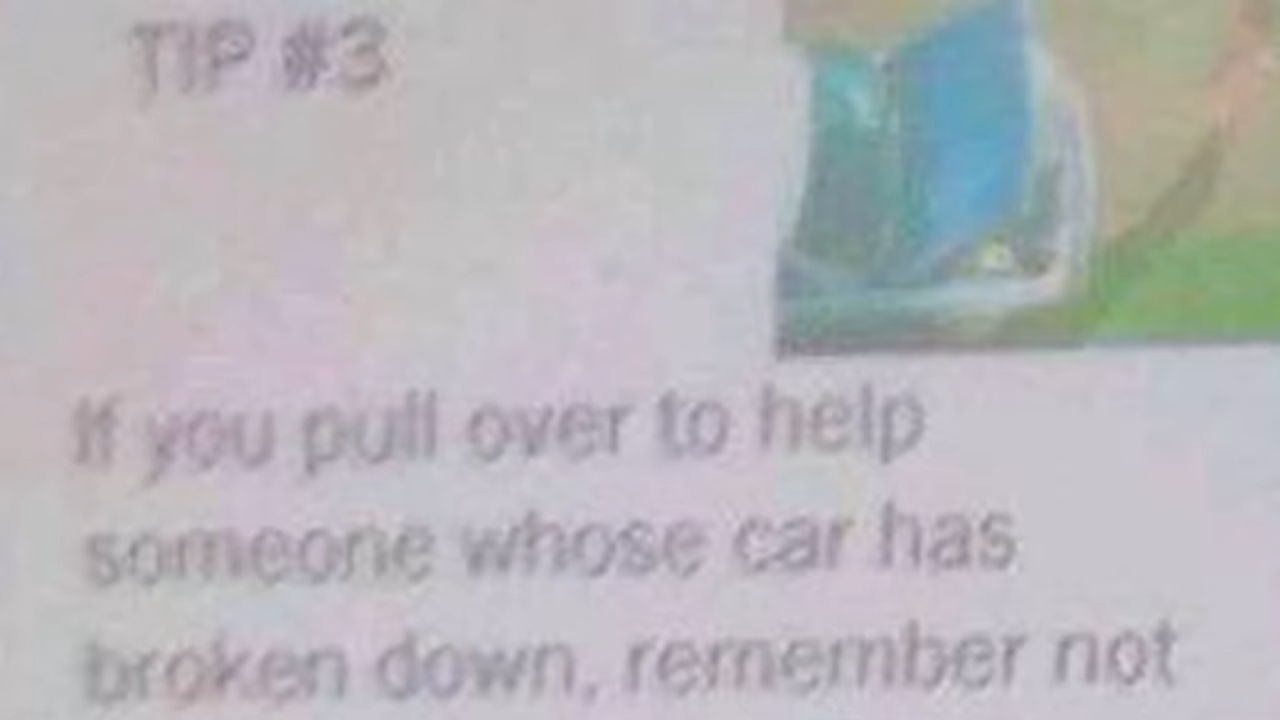 TIP #3
If you pull over to help
someone whose car has
broken down, remember not